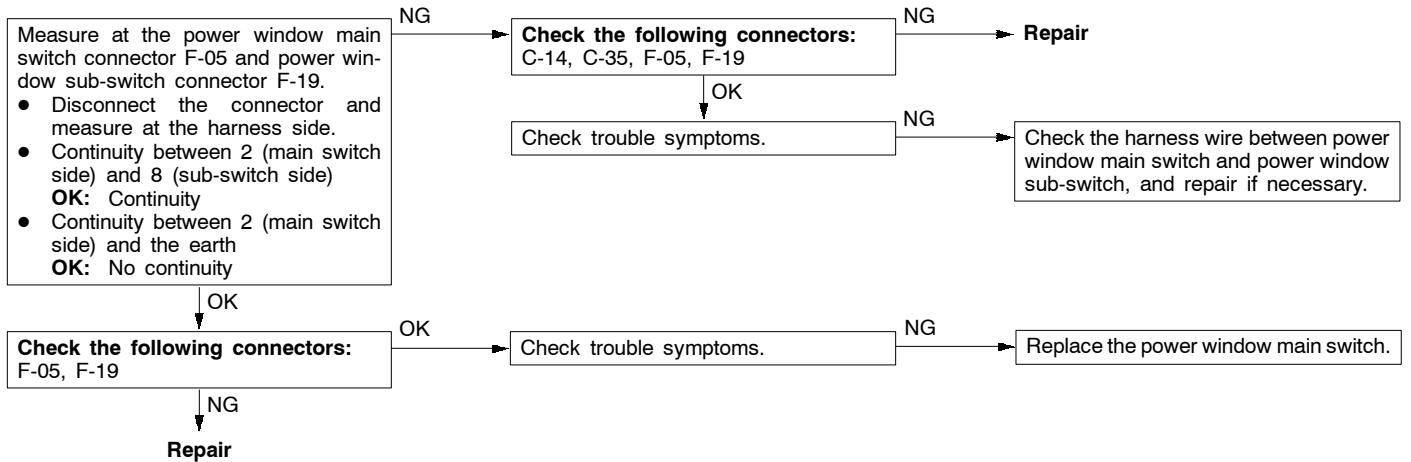 Measure at the power window main
switch connector F-05 and power win-
dow sub-switch connector F-19.
● Disconnect the connector and
measure at the harness side.
● Continuity between 2 (main switch
side) and 8 (sub-switch side)
OK: Continuity
● Continuity between 2 (main switch
side) and the earth
OK: No continuity
NG
Check the following connectors:
C-14, C-35, F-05, F-19
NG
Repair
OK
Check trouble symptoms.
NG
Check the harness wire between power
window main switch and power window
sub-switch, and repair if necessary.
OK
Check the following connectors:
F-05, F-19
OK
Check trouble symptoms.
NG
Replace the power window main switch.
NG
Repair